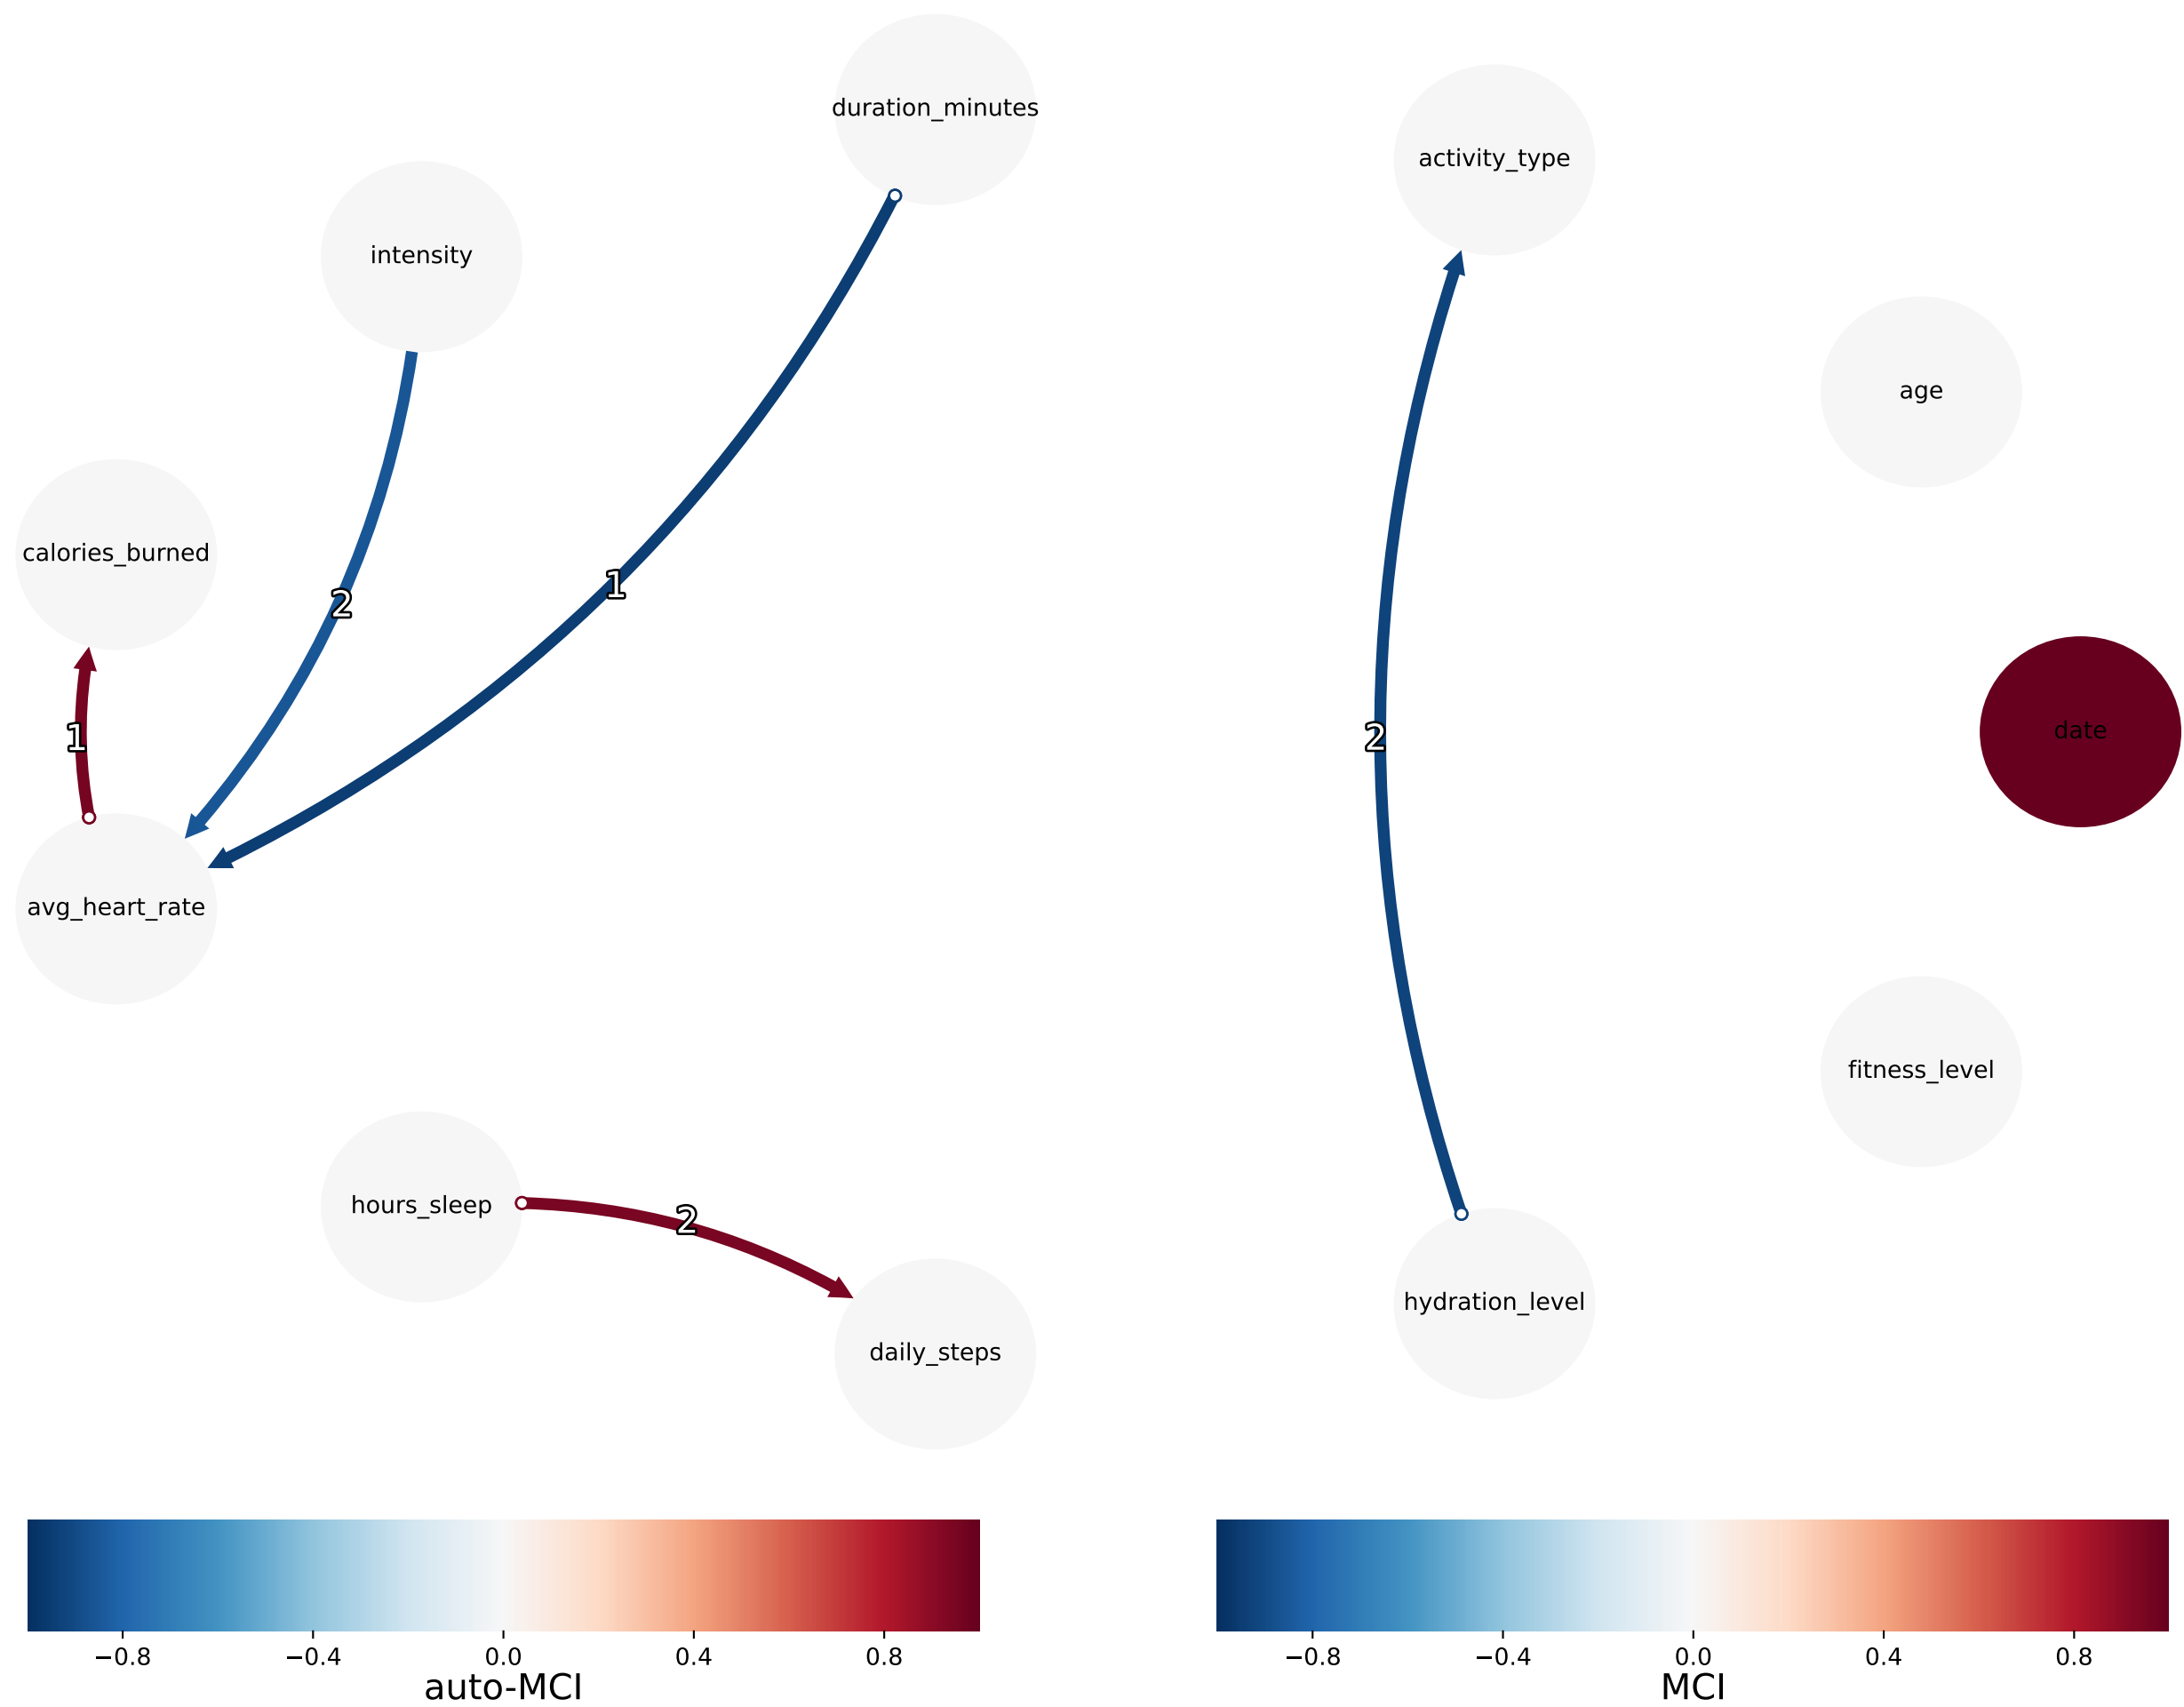 duration_minutes
activity_type
intensity
age
calories_burned
2
1
1
2
date
avg_heart_rate
fitness_level
hours_sleep
2
hydration_level
daily_steps
−0.8 −0.4 0.0 0.4 0.8
auto-MCI
−0.8 −0.4 0.0 0.4 0.8
MCI